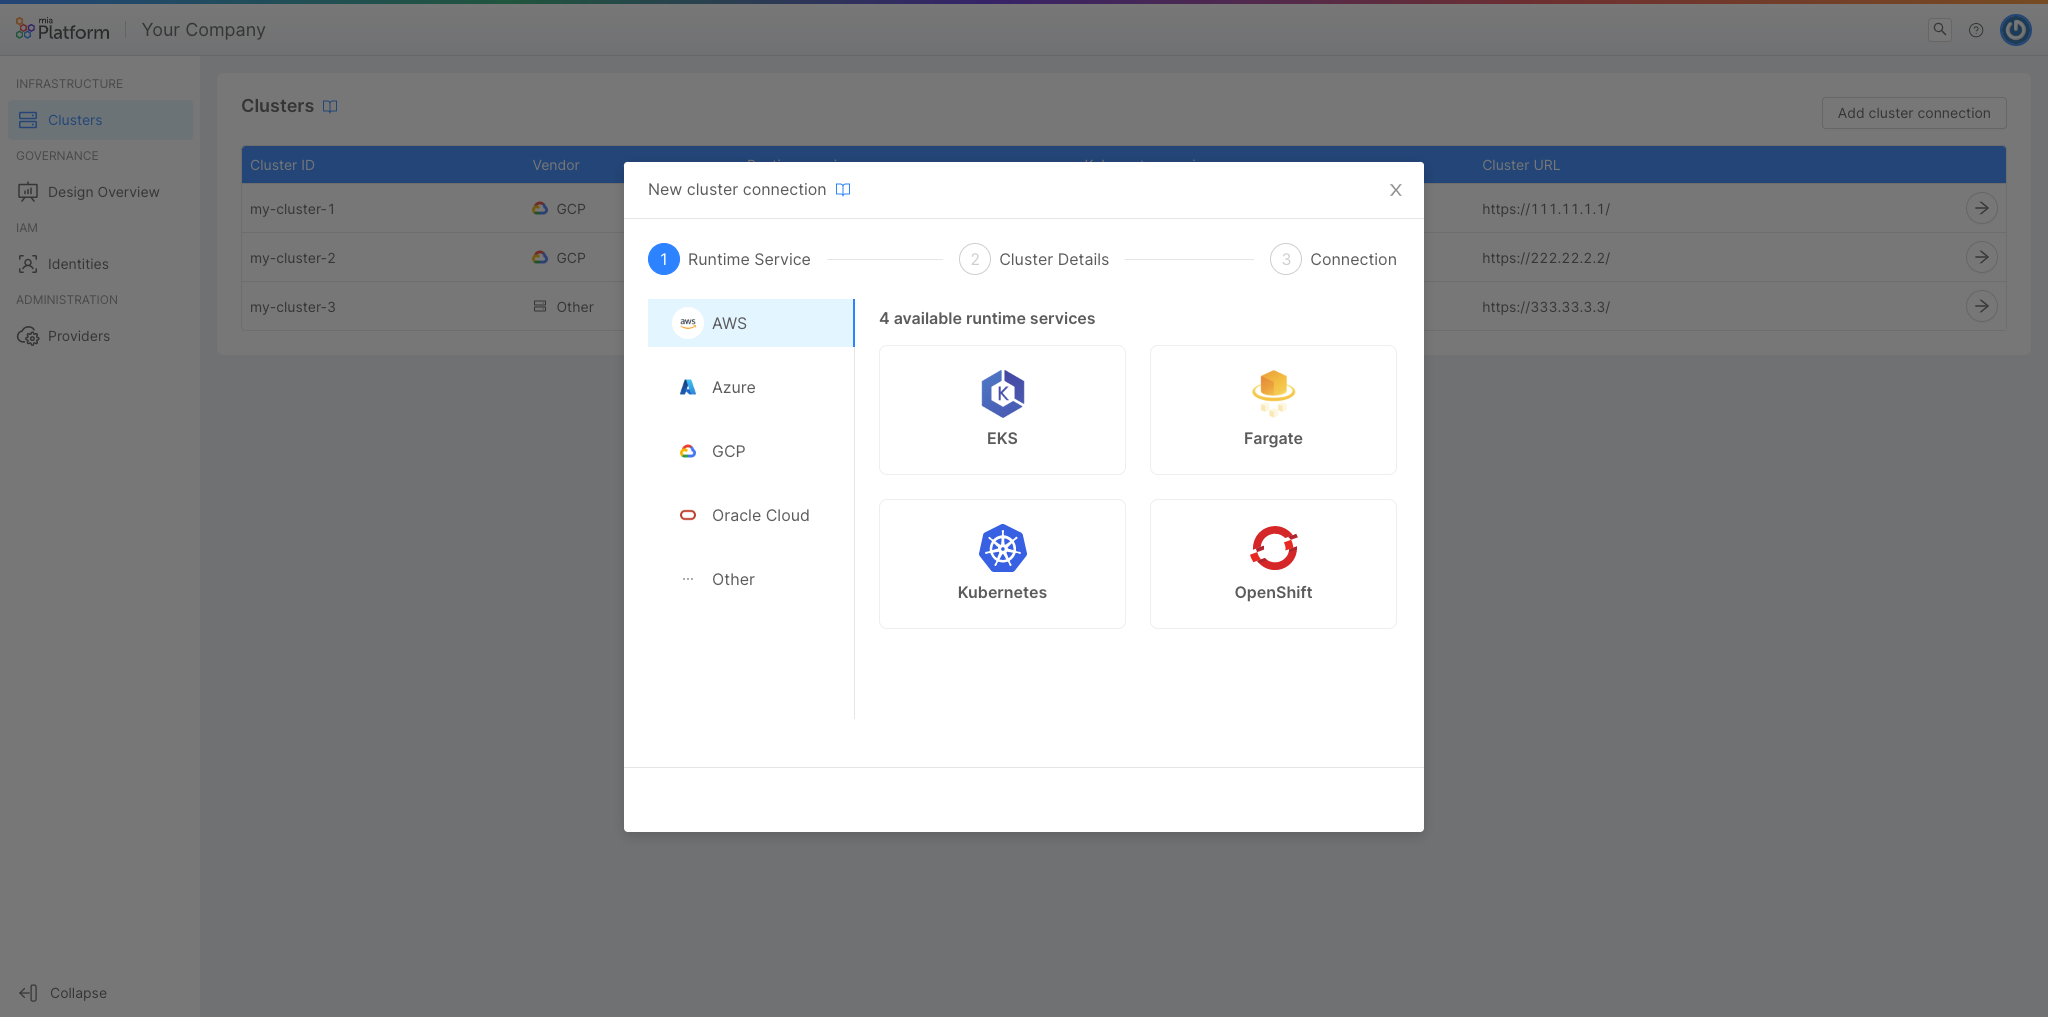 mia
Platform
Your Company
INFRASTRUCTURE
Clusters
GOVERNANCE
Design Overview
IAM
Identities
ADMINISTRATION
Providers
Collapse
Clusters
Add cluster connection
Cluster ID Vendor Cluster URL
my-cluster-1 GCP https://111.11.1.1/
my-cluster-2 GCP https://222.22.2.2/
my-cluster-3 Other https://333.33.3.3/
New cluster connection
1 Runtime Service 2 Cluster Details 3 Connection
aws AWS
Azure
GCP
Oracle Cloud
Other
4 available runtime services
K
EKS
Fargate
Kubernetes
OpenShift